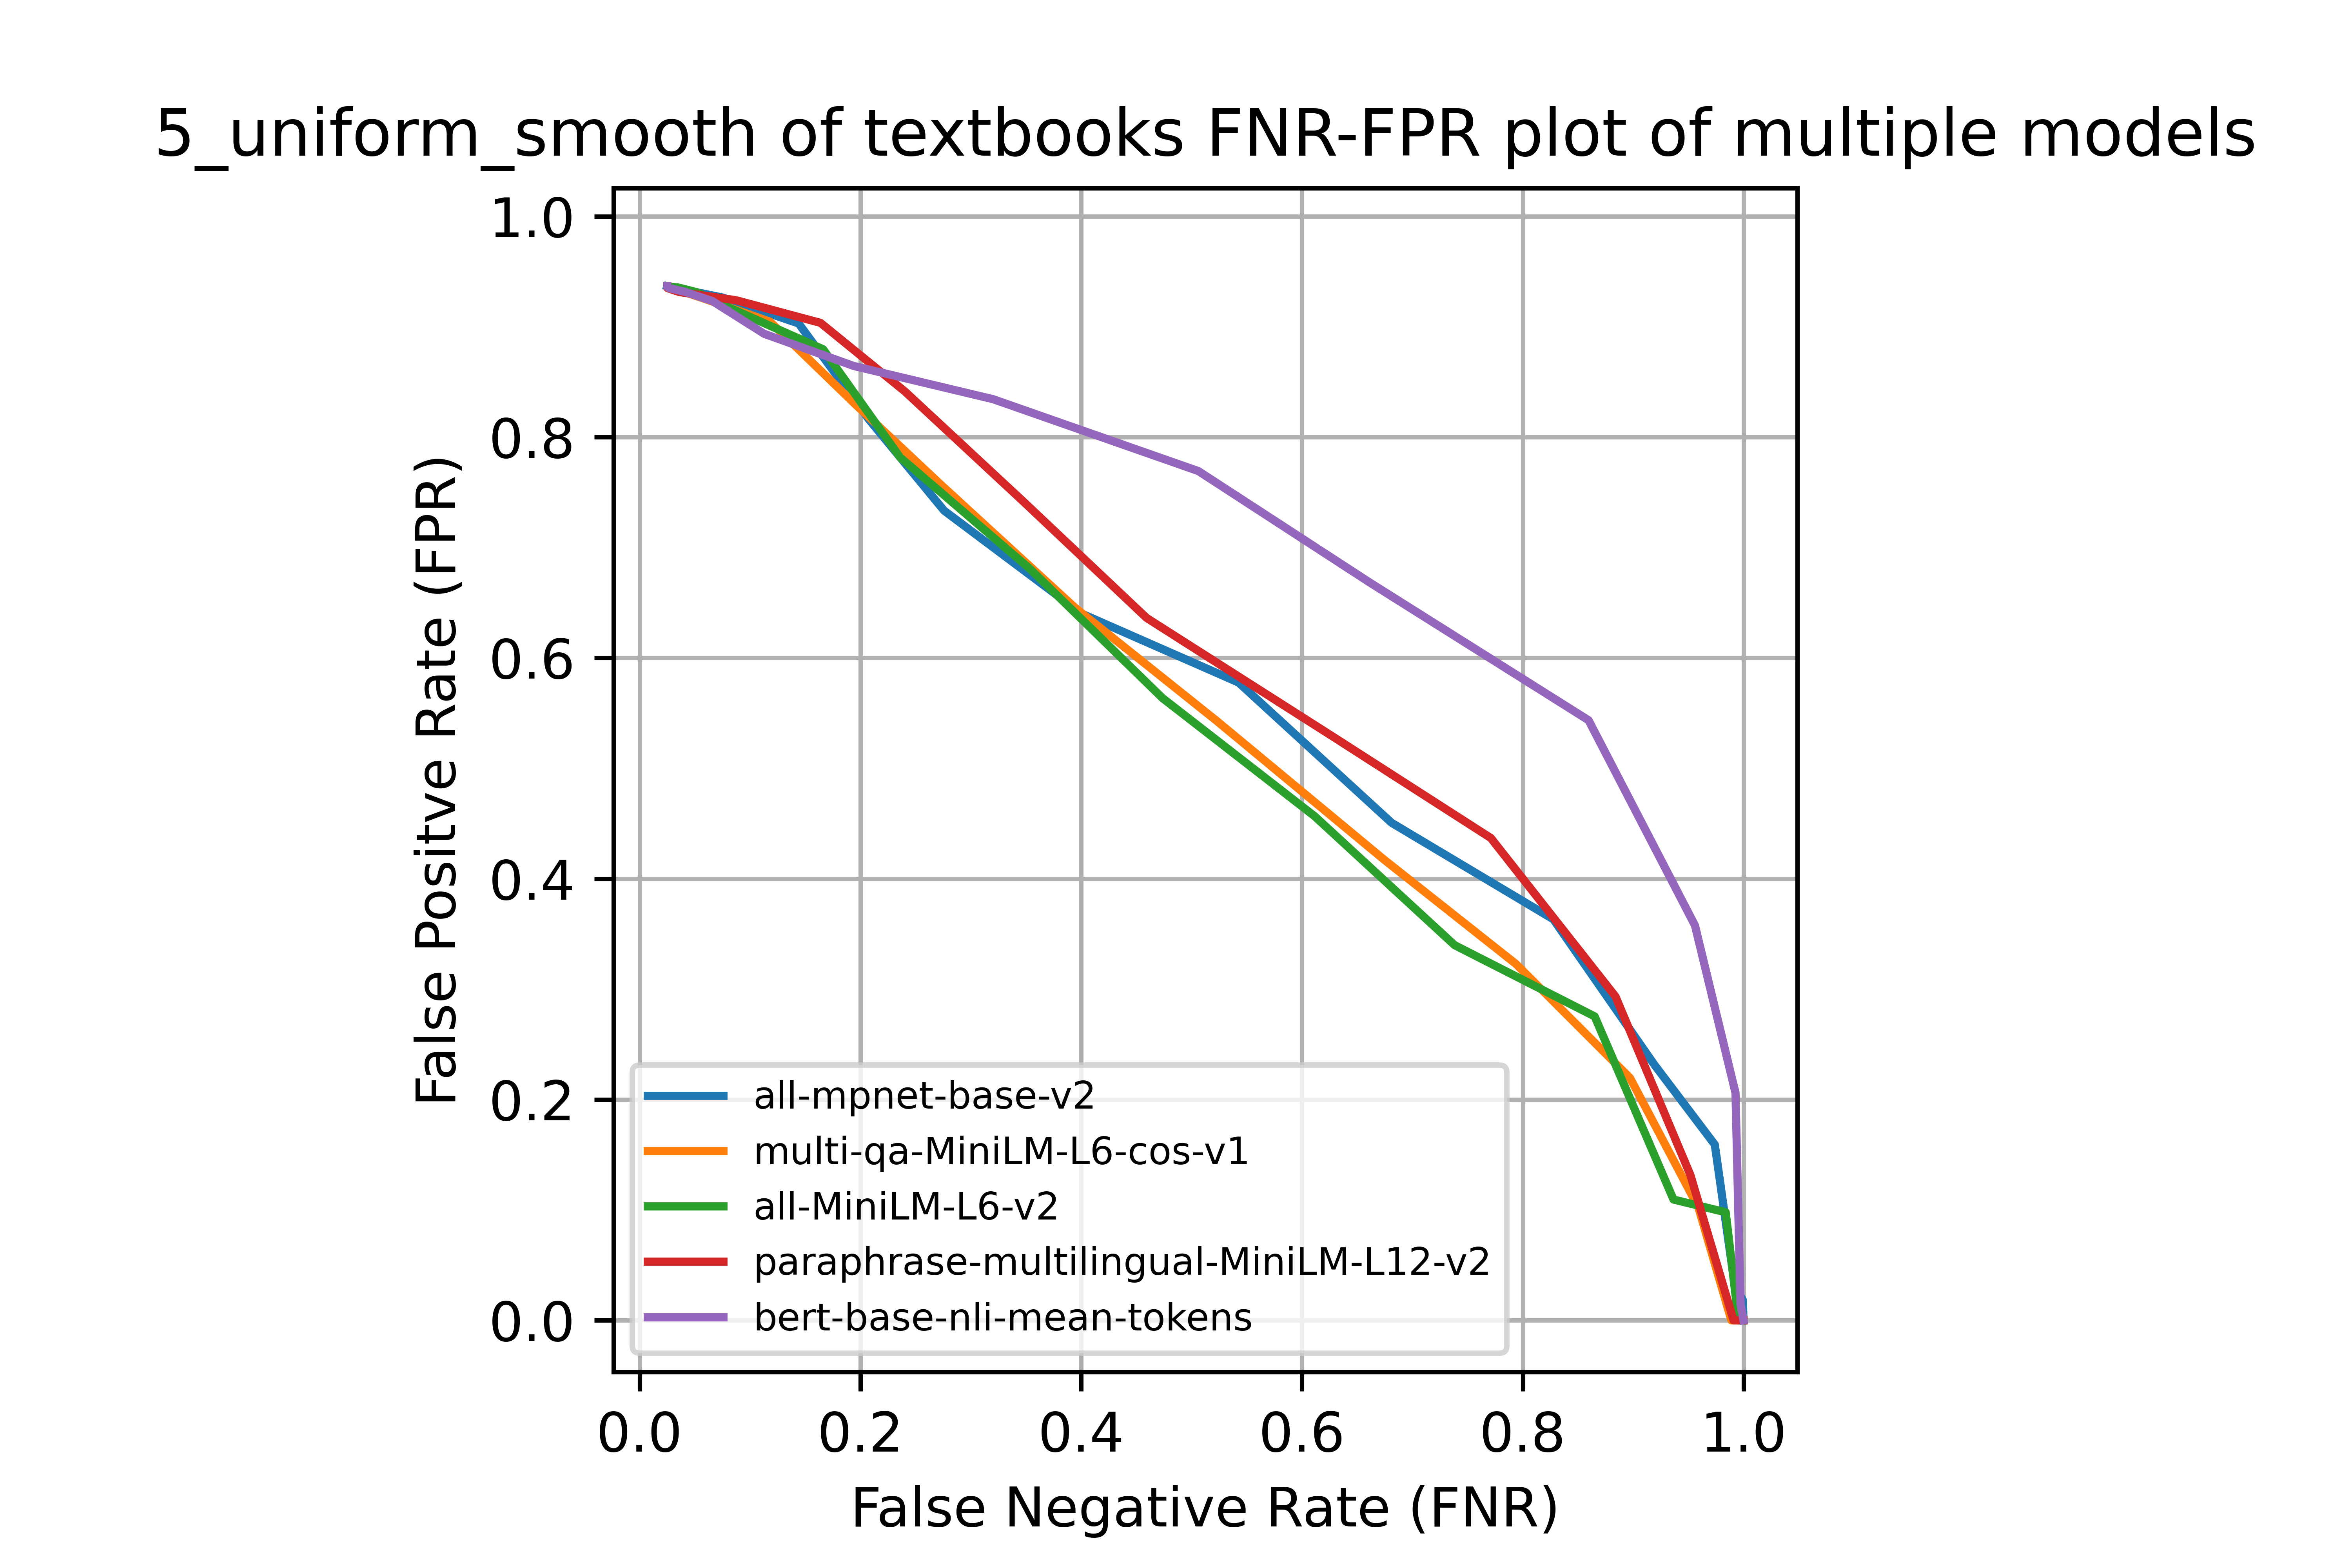 5_uniform_smooth of textbooks FNR-FPR plot of multiple models
1.0
0.8
0.6
0.4
0.2
0.0
False Positve Rate (FPR)
all-mpnet-base-v2
multi-qa-MiniLM-L6-cos-v1
all-MiniLM-L6-v2
paraphrase-multilingual-MiniLM-L12-v2
bert-base-nli-mean-tokens
0.0 0.2 0.4 0.6 0.8 1.0
False Negative Rate (FNR)